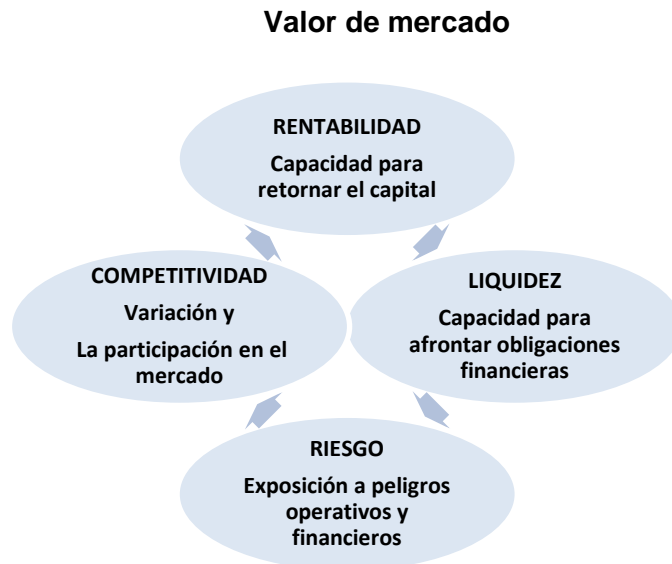 Valor de mercado
RENTABILIDAD
Capacidad para
retornar el capital
COMPETITIVIDAD
Variación y
La participación en el
mercado
LIQUIDEZ
Capacidad para
afrontar obligaciones
financieras
RIESGO
Exposición a peligros
operativos y
financieros